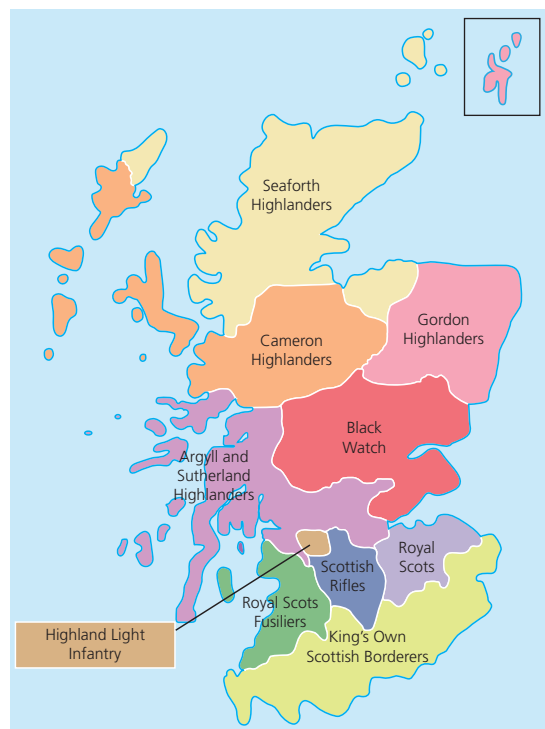 Seaforth
Highlanders
Gordon
Highlanders
Cameron
Highlanders
Black
Watch
Argyll and
Sutherland
Highlanders
Royal
Scots
Scottish
Rifles
Royal Scots
Fusiliers
Highland Light
Infantry
King's Own
Scottish Borderers